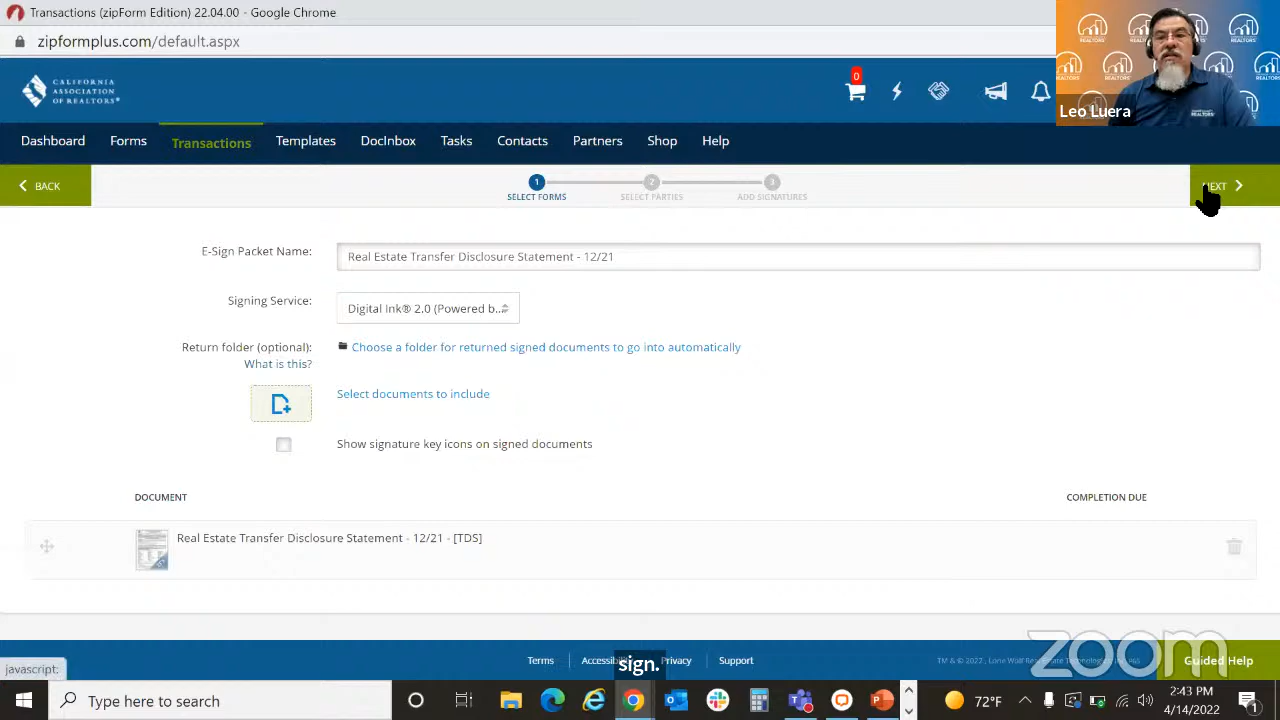 Transactions (zipForm Edition) 22.04.00 - Google Chrome
zipformplus.com/default.aspx
CALIFORNIA
ASSOCIATION
OF REALTORS®
0
Leo Luera
Dashboard Forms Transactions Templates DocInbox Tasks Contacts Partners Shop Help
BACK
1 2 3
NEXT
SELECT FORMS SELECT PARTIES ADD SIGNATURES
E-Sign Packet Name: Real Estate Transfer Disclosure Statement - 12/21
Signing Service: Digital Ink® 2.0 (Powered b...
Return folder (optional): Choose a folder for returned signed documents to go into automatically
What is this?
Select documents to include
Show signature key icons on signed documents
DOCUMENT COMPLETION DUE
Real Estate Transfer Disclosure Statement - 12/21 - [TDS]
zoom
javascript:
Terms Privacy Support
sign.
Guided Help
Type here to search
72°F
2:43 PM
4/14/2022
1